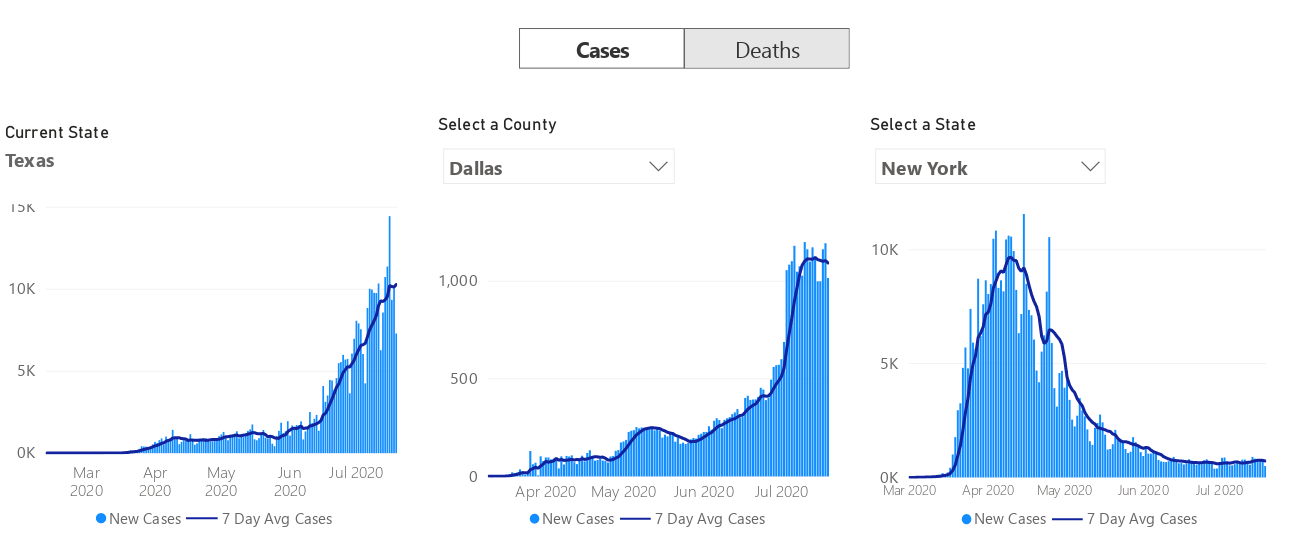 Cases
Deaths
Current State
Texas
15K
10K
5K
0K
Mar 2020
Apr 2020
May 2020
Jun 2020
Jul 2020
New Cases
7 Day Avg Cases
Select a County
Dallas
1,000
500
0
Apr 2020
May 2020
Jun 2020
Jul 2020
New Cases
7 Day Avg Cases
Select a State
New York
10K
5K
0K
Mar 2020
Apr 2020
May 2020
Jun 2020
Jul 2020
New Cases
7 Day Avg Cases